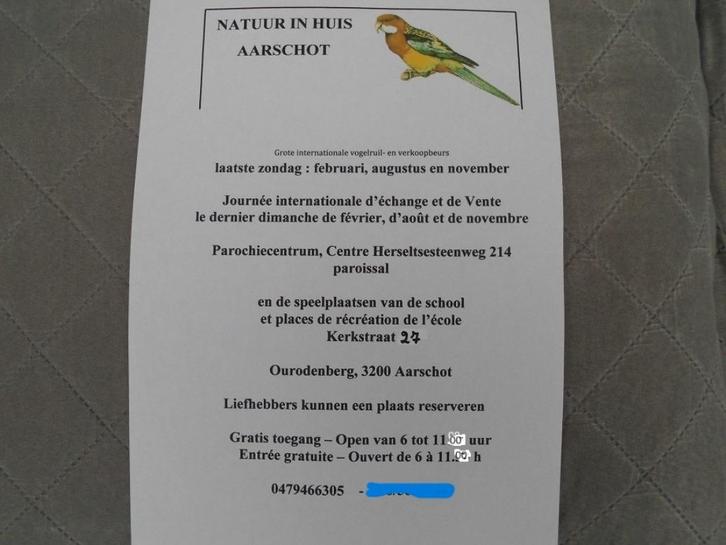 NATUUR IN HUIS
AARSCHOT
Grote internationale vogelruil- en verkoopbeurs
laatste zondag : februari, augustus en november
Journée internationale d'échange et de Vente
le dernier dimanche de février, d'août et de novembre
Parochiecentrum, Centre Herseltsesteenweg 214
paroissal
en de speelplaatsen van de school
et places de récréation de l'école
Kerkstraat 27
Ourodenberg, 3200 Aarschot
Liefhebbers kunnen een plaats reserveren
Gratis toegang – Open van 6 tot 11.00 uur
Entrée gratuite – Ouvert de 6 à 11.00 h
0479466305 -